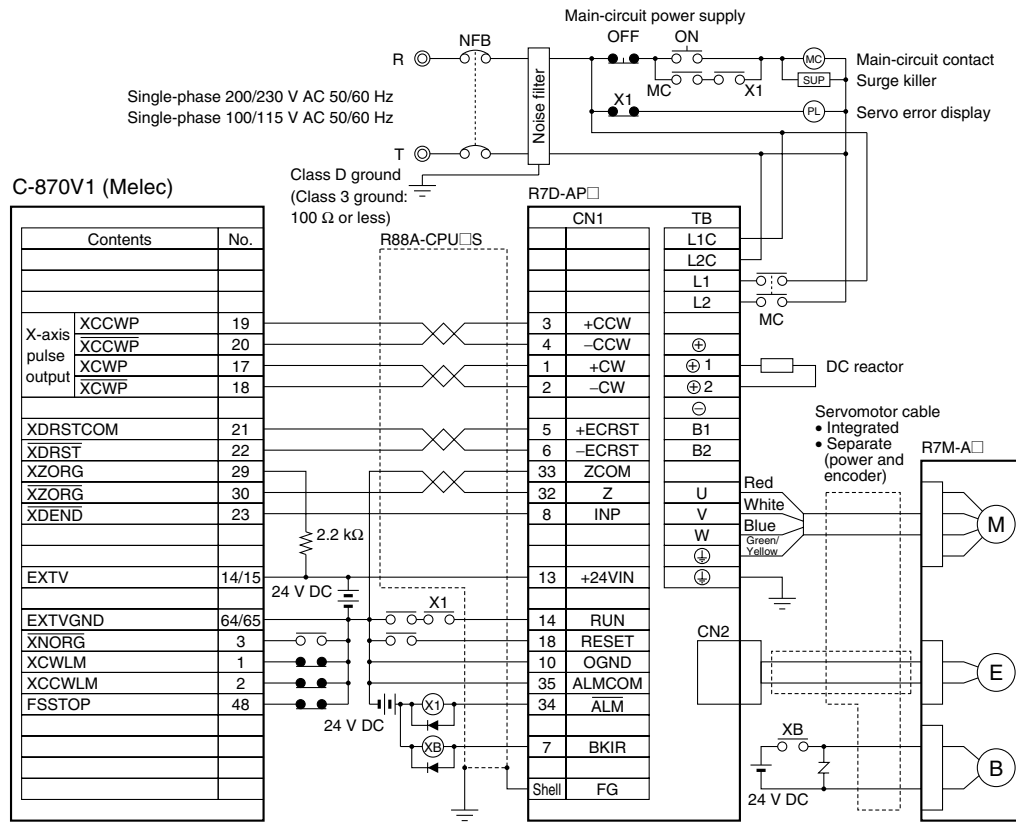 Main-circuit power supply
OFF ON
NFB
R
MC Main-circuit contact
SUP Surge killer
MC X1
X1
PL Servo error display
Single-phase 200/230 V AC 50/60 Hz
Single-phase 100/115 V AC 50/60 Hz
Noise filter
T
Class D ground
(Class 3 ground:
100 Ω or less)
C-870V1 (Melec)
R7D-AP□
R88A-CPU□S
CN1 TB
Contents No.
L1C
L2C
L1
L2
MC
X-axis pulse output
XCCWP 19 3 +CCW
XCCWP 20 4 −CCW ⊕
XCWP 17 1 +CW ⊕ 1 DC reactor
XCWP 18 2 −CW ⊕ 2
⊖
XDRSTCOM 21 5 +ECRST B1
XDRST 22 6 −ECRST B2
XZORG 29 33 ZCOM
XZORG 30 32 Z U
XDEND 23 8 INP V
W
Servomotor cable
• Integrated
• Separate
(power and
encoder)
R7M-A□
Red
White
Blue
Green/
Yellow
M
2.2 kΩ
EXTV 14/15 13 +24VIN
24 V DC
X1
EXTVGND 64/65 14 RUN
XNORG 3 18 RESET
XCWLM 1 10 OGND
XCCWLM 2 35 ALMCOM
FSSTOP 48 X1 34 ALM
24 V DC
XB 7 BKIR
Shell FG
CN2
E
XB
24 V DC
B